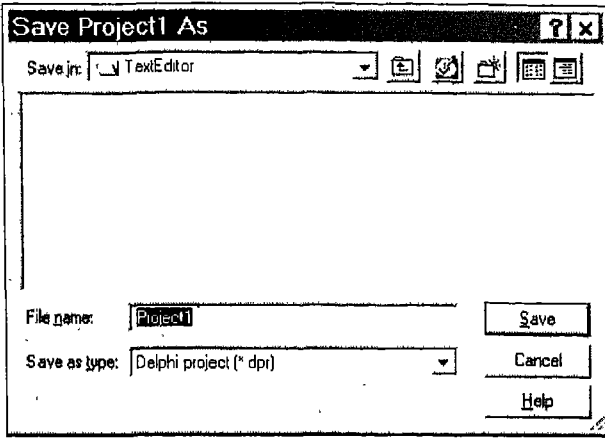 Save Project1 As
Save in: TextEditor
File name: Project1 Save
Save as type: Delphi project (*.dpr) Cancel
Help